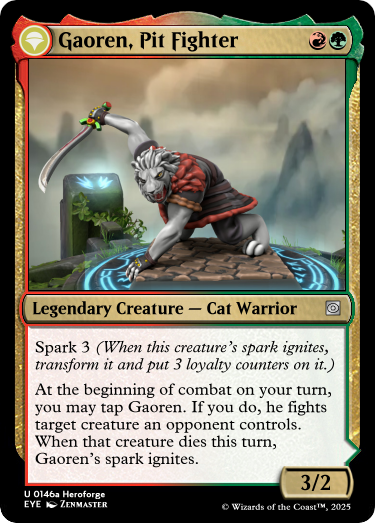 Gaoren, Pit Fighter
Legendary Creature — Cat Warrior
Spark 3 (When this creature's spark ignites,
transform it and put 3 loyalty counters on it.)
At the beginning of combat on your turn,
you may tap Gaoren. If you do, he fights
target creature an opponent controls.
When that creature dies this turn,
Gaoren's spark ignites.
3/2
U 0146a Heroforge
EYE Zenmaster
© Wizards of the Coast™, 2025